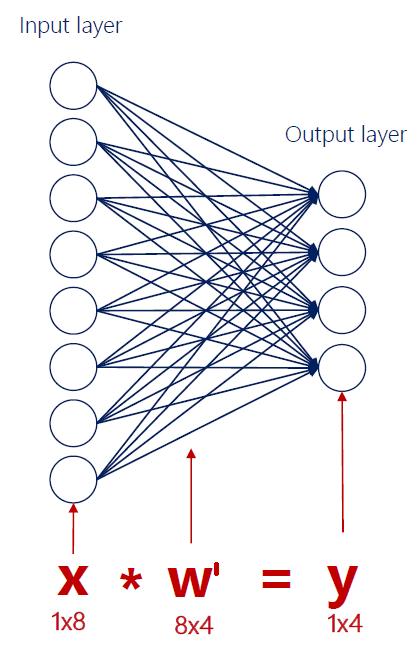 Input layer
Output layer
x * w' = y
1x8 8x4 1x4